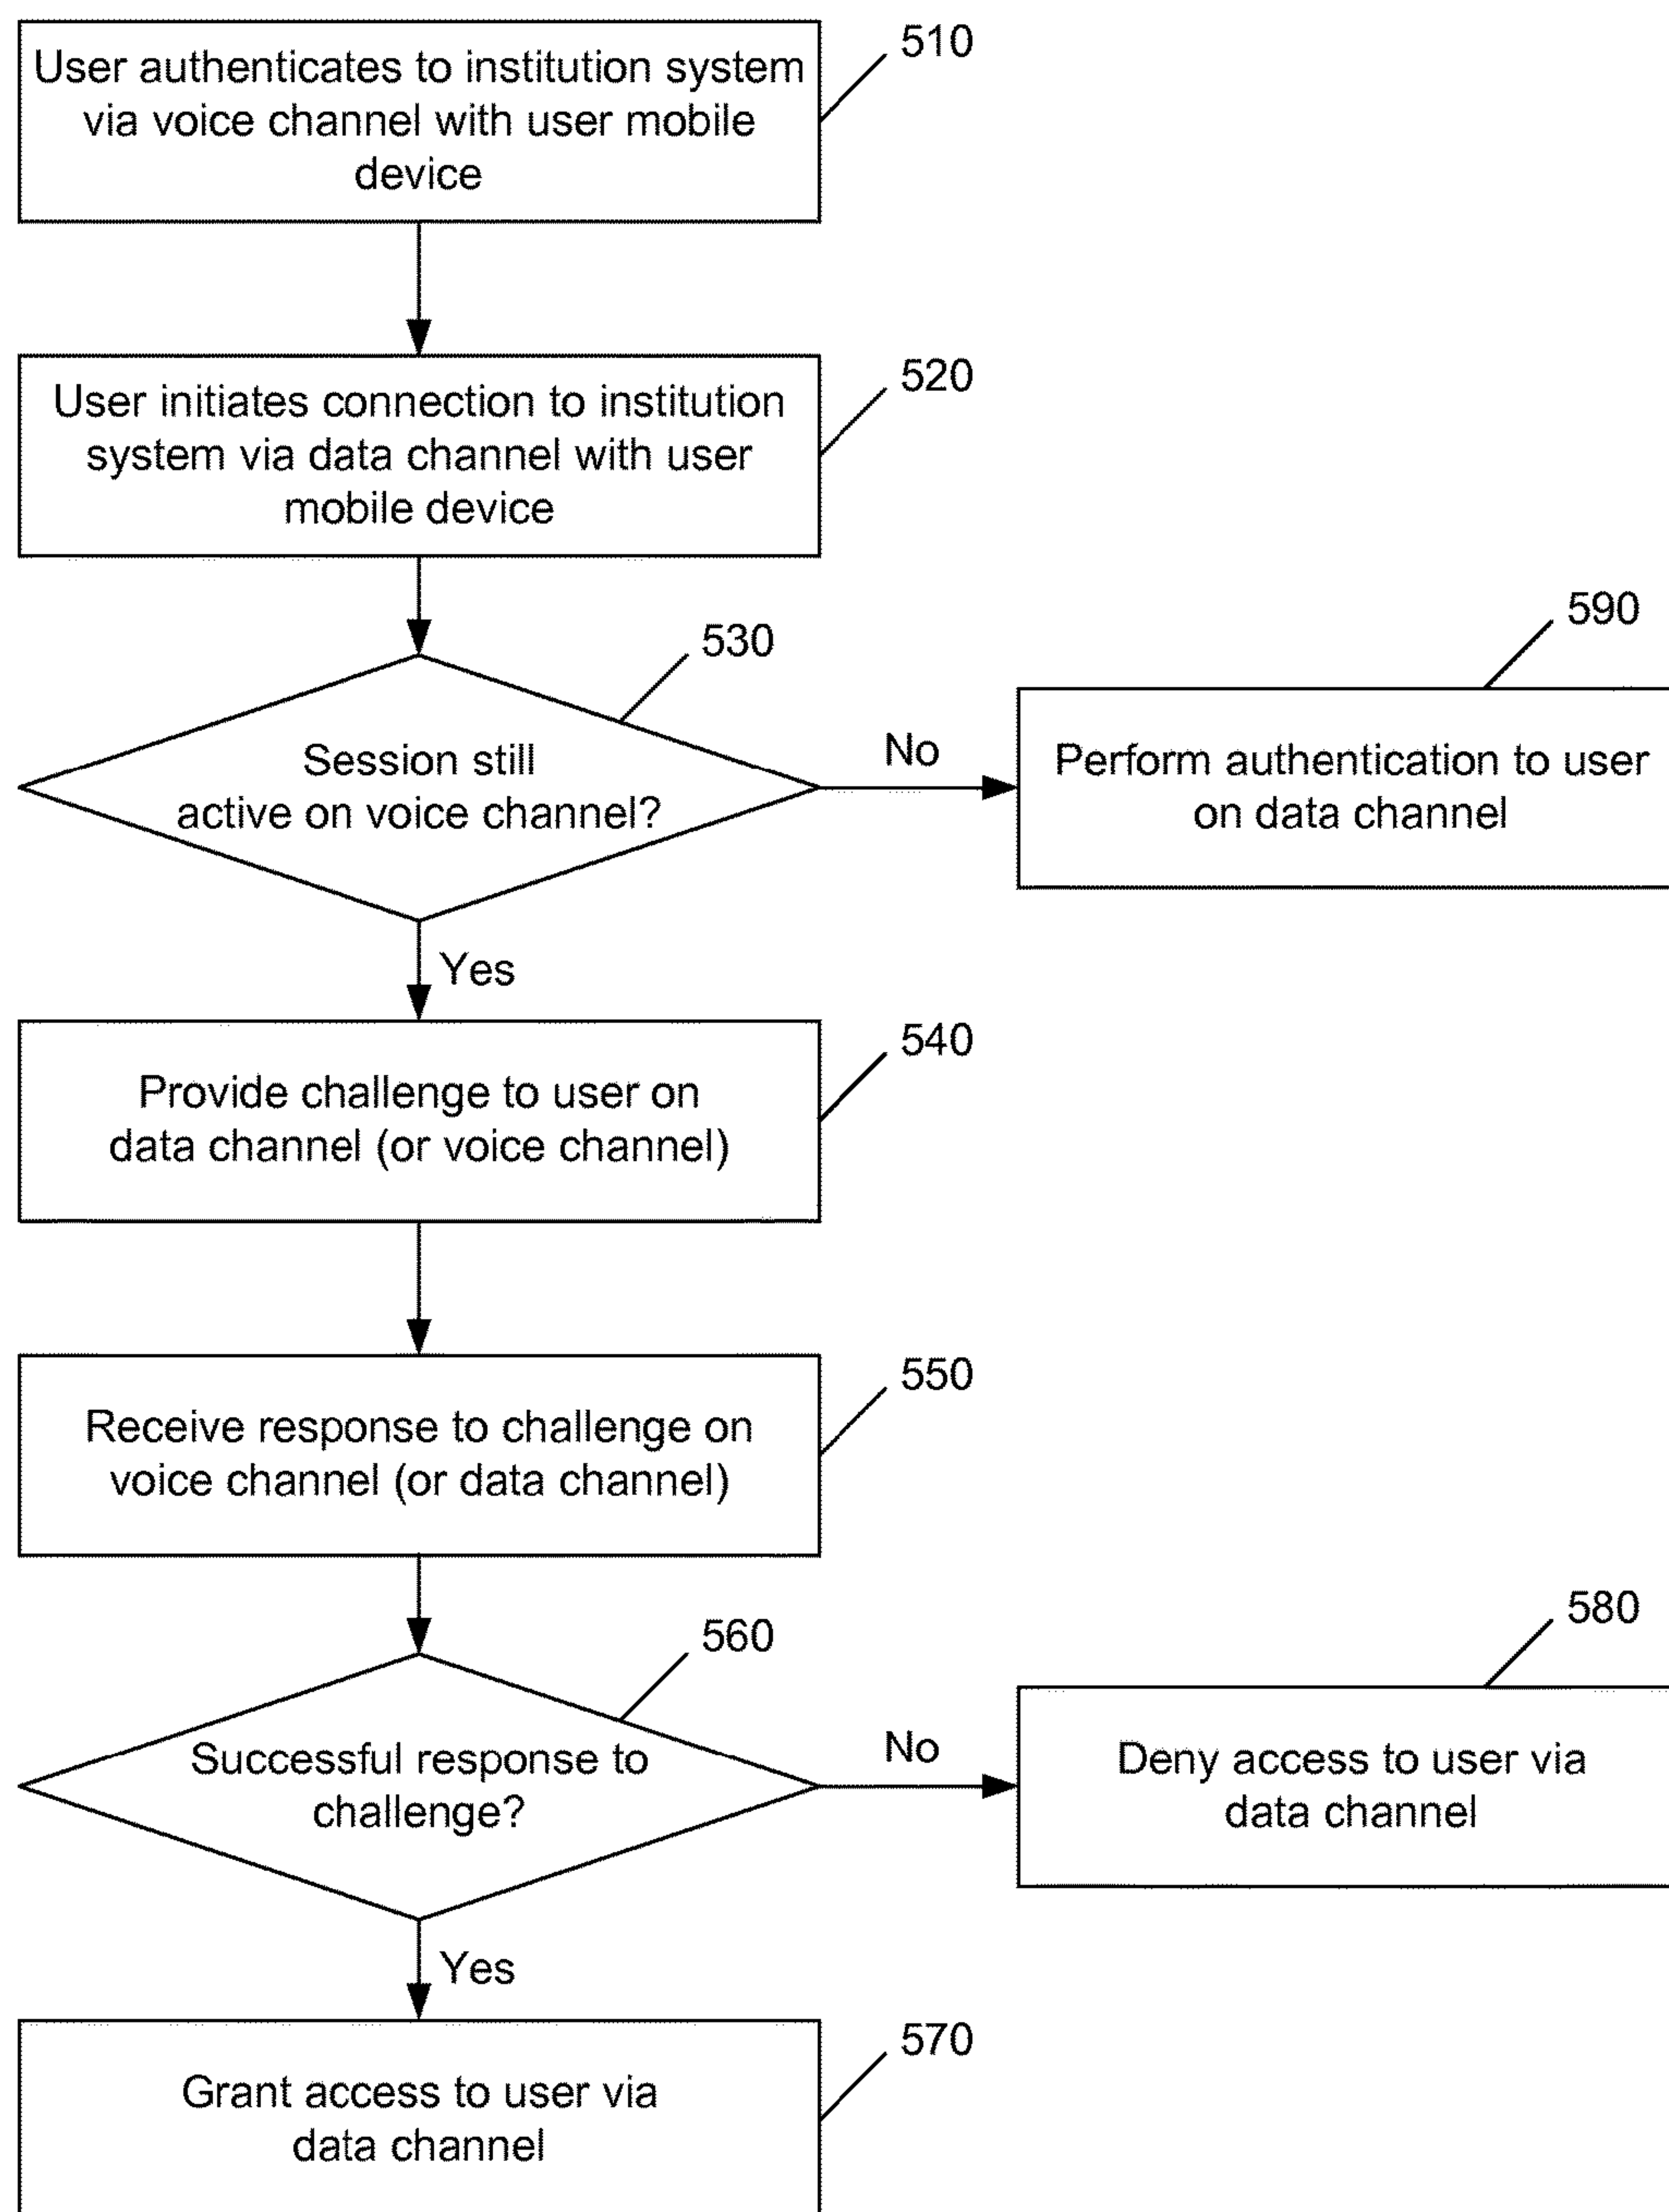 User authenticates to institution system
via voice channel with user mobile
device
510
User initiates connection to institution
system via data channel with user
mobile device
520
Session still
active on voice channel?
530
No
Perform authentication to user
on data channel
590
Yes
Provide challenge to user on
data channel (or voice channel)
540
Receive response to challenge on
voice channel (or data channel)
550
Successful response to
challenge?
560
No
Deny access to user via
data channel
580
Yes
Grant access to user via
data channel
570